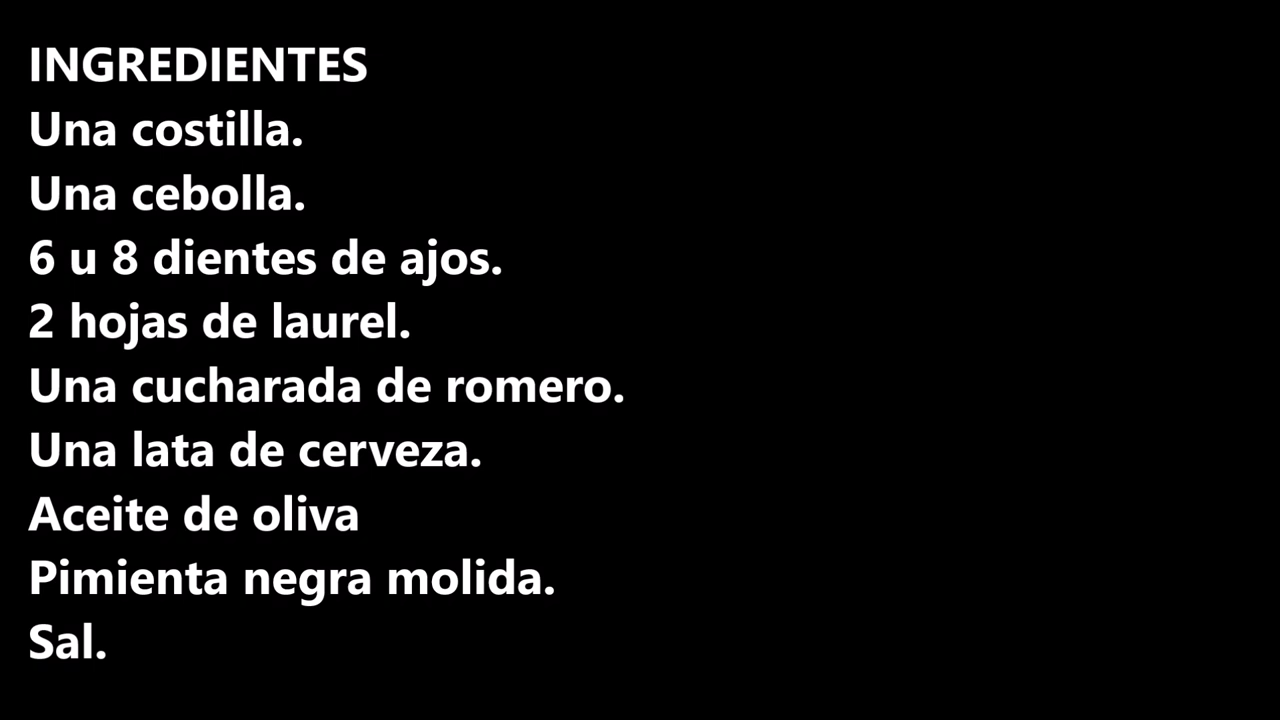 INGREDIENTES
Una costilla.
Una cebolla.
6 u 8 dientes de ajos.
2 hojas de laurel.
Una cucharada de romero.
Una lata de cerveza.
Aceite de oliva
Pimienta negra molida.
Sal.